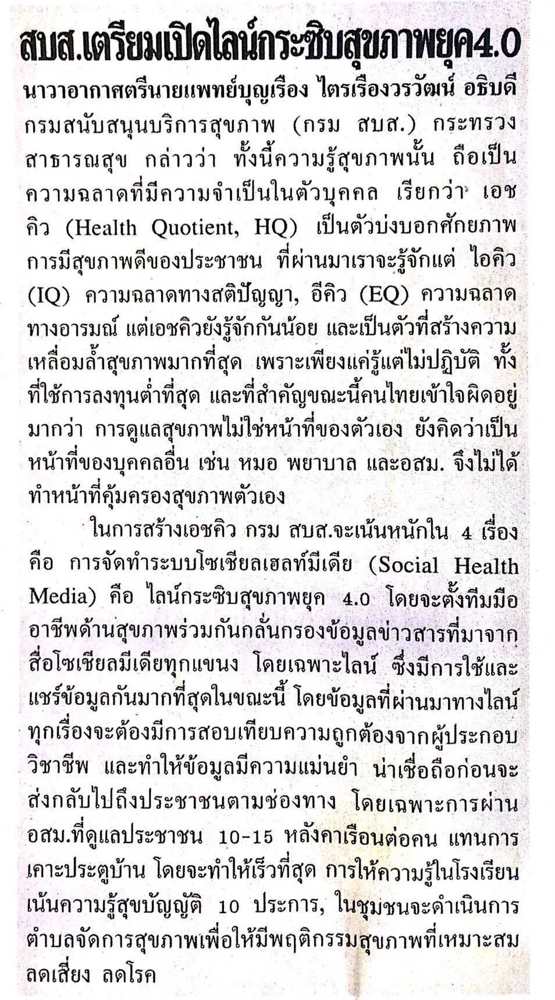 สบส.เตรียมเปิดไลน์กระซิบสุขภาพยุค4.0
นาวาอากาศตรีนายแพทย์บุญเรือง ไตรเรืองวรวัฒน์ อธิบดี
กรมสนับสนุนบริการสุขภาพ (กรม สบส.) กระทรวง
สาธารณสุข กล่าวว่า ทั้งนี้ความรู้สุขภาพนั้น ถือเป็น
ความฉลาดที่มีความจำเป็นในตัวบุคคล เรียกว่า เอช
คิว (Health Quotient, HQ) เป็นตัวบ่งบอกศักยภาพ
การมีสุขภาพดีของประชาชน ที่ผ่านมาเราจะรู้จักแต่ ไอคิว
(IQ) ความฉลาดทางสติปัญญา, อีคิว (EQ) ความฉลาด
ทางอารมณ์ แต่เอชคิวยังรู้จักกันน้อย และเป็นตัวที่สร้างความ
เหลื่อมล้ำสุขภาพมากที่สุด เพราะเพียงแค่รู้แต่ไม่ปฏิบัติ ทั้ง
ที่ใช้การลงทุนต่ำที่สุด และที่สำคัญขณะนี้คนไทยเข้าใจผิดอยู่
มากว่า การดูแลสุขภาพไม่ใช่หน้าที่ของตัวเอง ยังคิดว่าเป็น
หน้าที่ของบุคคลอื่น เช่น หมอ พยาบาล และอสม. จึงไม่ได้
ทำหน้าที่คุ้มครองสุขภาพตัวเอง
ในการสร้างเอชคิว กรม สบส.จะเน้นหนักใน 4 เรื่อง
คือ การจัดทำระบบโซเชียลเฮลท์มีเดีย (Social Health
Media) คือ ไลน์กระซิบสุขภาพยุค 4.0 โดยจะตั้งทีมมือ
อาชีพด้านสุขภาพร่วมกันกลั่นกรองข้อมูลข่าวสารที่มาจาก
สื่อโซเชียลมีเดียทุกแขนง โดยเฉพาะไลน์ ซึ่งมีการใช้และ
แชร์ข้อมูลกันมากที่สุดในขณะนี้ โดยข้อมูลที่ผ่านมาทางไลน์
ทุกเรื่องจะต้องมีการสอบเทียบความถูกต้องจากผู้ประกอบ
วิชาชีพ และทำให้ข้อมูลมีความแม่นยำ น่าเชื่อถือก่อนจะ
ส่งกลับไปถึงประชาชนตามช่องทาง โดยเฉพาะการผ่าน
อสม.ที่ดูแลประชาชน 10-15 หลังคาเรือนต่อคน แทนการ
เคาะประตูบ้าน โดยจะทำให้เร็วที่สุด การให้ความรู้ในโรงเรียน
เน้นความรู้สุขบัญญัติ 10 ประการ, ในชุมชนจะดำเนินการ
ตำบลจัดการสุขภาพเพื่อให้มีพฤติกรรมสุขภาพที่เหมาะสม
ลดเสี่ยง ลดโรค